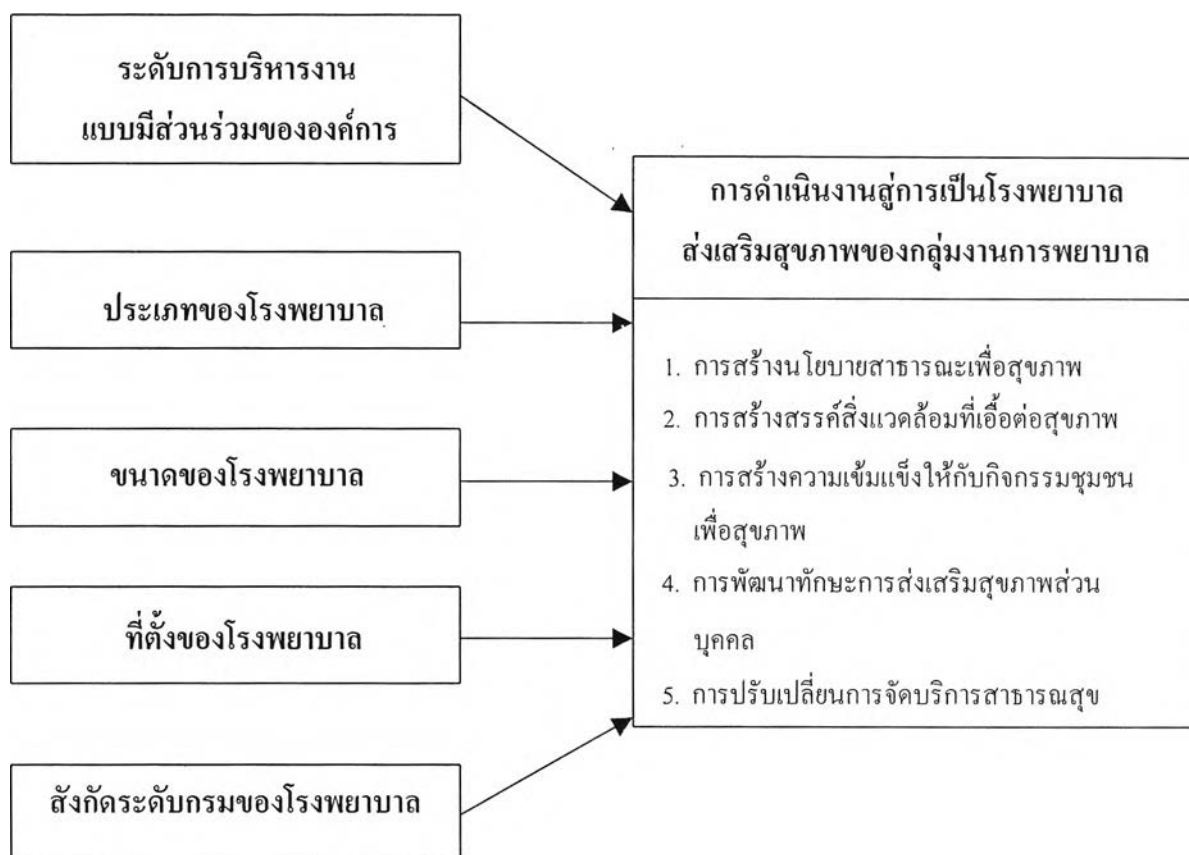 ระดับการบริหารงาน
แบบมีส่วนร่วมขององค์การ
ประเภทของโรงพยาบาล
ขนาดของโรงพยาบาล
ที่ตั้งของโรงพยาบาล
สังกัดระดับกรมของโรงพยาบาล
การดำเนินงานสู่การเป็นโรงพยาบาล
ส่งเสริมสุขภาพของกลุ่มงานการพยาบาล
1. การสร้างนโยบายสาธารณะเพื่อสุขภาพ
2. การสร้างสรรค์สิ่งแวดล้อมที่เอื้อต่อสุขภาพ
3. การสร้างความเข้มแข็งให้กับกิจกรรมชุมชน
เพื่อสุขภาพ
4. การพัฒนาทักษะการส่งเสริมสุขภาพส่วน
บุคคล
5. การปรับเปลี่ยนการจัดบริการสาธารณสุข